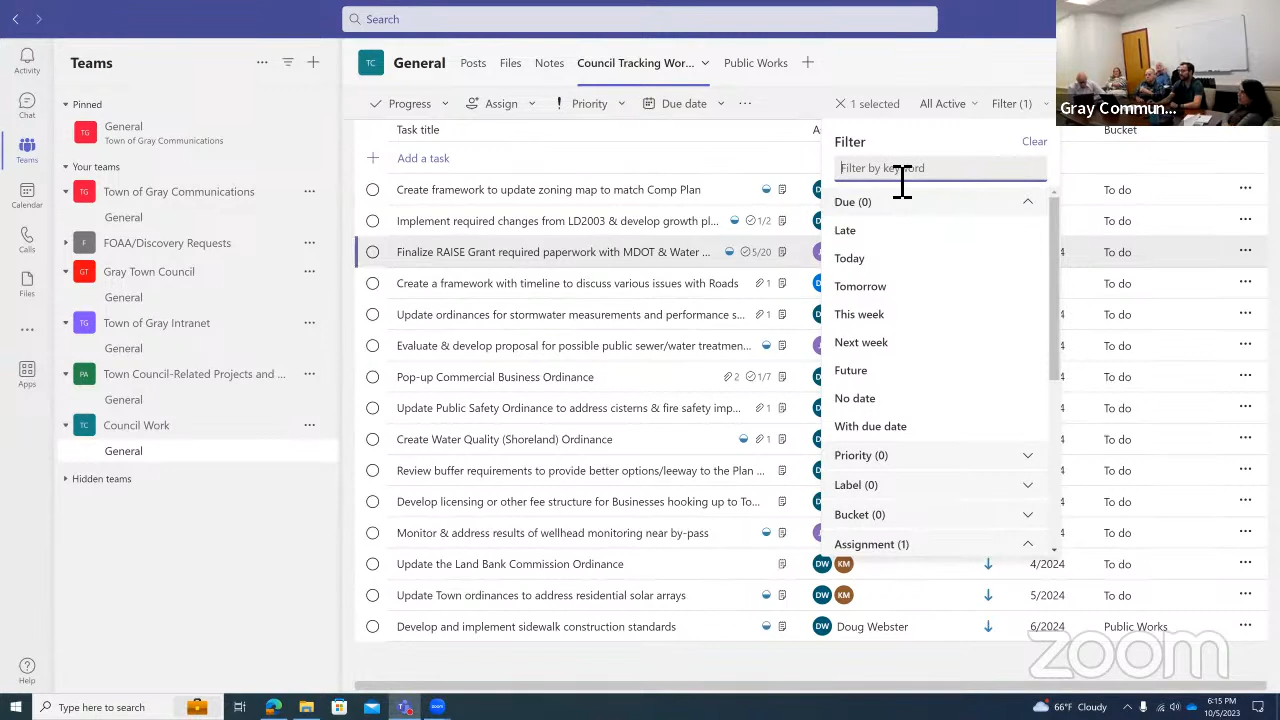 Search
Gray Commun...
Activity
Chat
Teams
Calendar
Calls
Files
Apps
Help
Teams
Pinned
TG General
Town of Gray Communications
Your teams
TG Town of Gray Communications
General
F FOAA/Discovery Requests
GT Gray Town Council
General
TG Town of Gray Intranet
General
PA Town Council-Related Projects and ...
General
TC Council Work
General
Hidden teams
TC General Posts Files Notes Council Tracking Wor... Public Works
Progress Assign Priority Due date 1 selected All Active Filter (1)
Task title Bucket
Add a task
Create framework to update zoning map to match Comp Plan To do
Implement required changes from LD2003 & develop growth pl... 1/2 To do
Finalize RAISE Grant required paperwork with MDOT & Water ... 5/20 To do
Create a framework with timeline to discuss various issues with Roads 1 To do
Update ordinances for stormwater measurements and performance s... 1 To do
Evaluate & develop proposal for possible public sewer/water treatmen... To do
Pop-up Commercial Business Ordinance 2 1/7 To do
Update Public Safety Ordinance to address cisterns & fire safety imp... 1 To do
Create Water Quality (Shoreland) Ordinance 1 To do
Review buffer requirements to provide better options/leeway to the Plan ... To do
Develop licensing or other fee structure for Businesses hooking up to To... To do
Monitor & address results of wellhead monitoring near by-pass To do
Update the Land Bank Commission Ordinance DW KM 4/2024 To do
Update Town ordinances to address residential solar arrays DW KM 5/2024 To do
Develop and implement sidewalk construction standards DW Doug Webster 6/2024 Public Works
Filter Clear
Filter by keyword
Due (0)
Late
Today
Tomorrow
This week
Next week
Future
No date
With due date
Priority (0)
Label (0)
Bucket (0)
Assignment (1)
zoom
Type here to search
zoom
66°F Cloudy
6:15 PM
10/5/2023